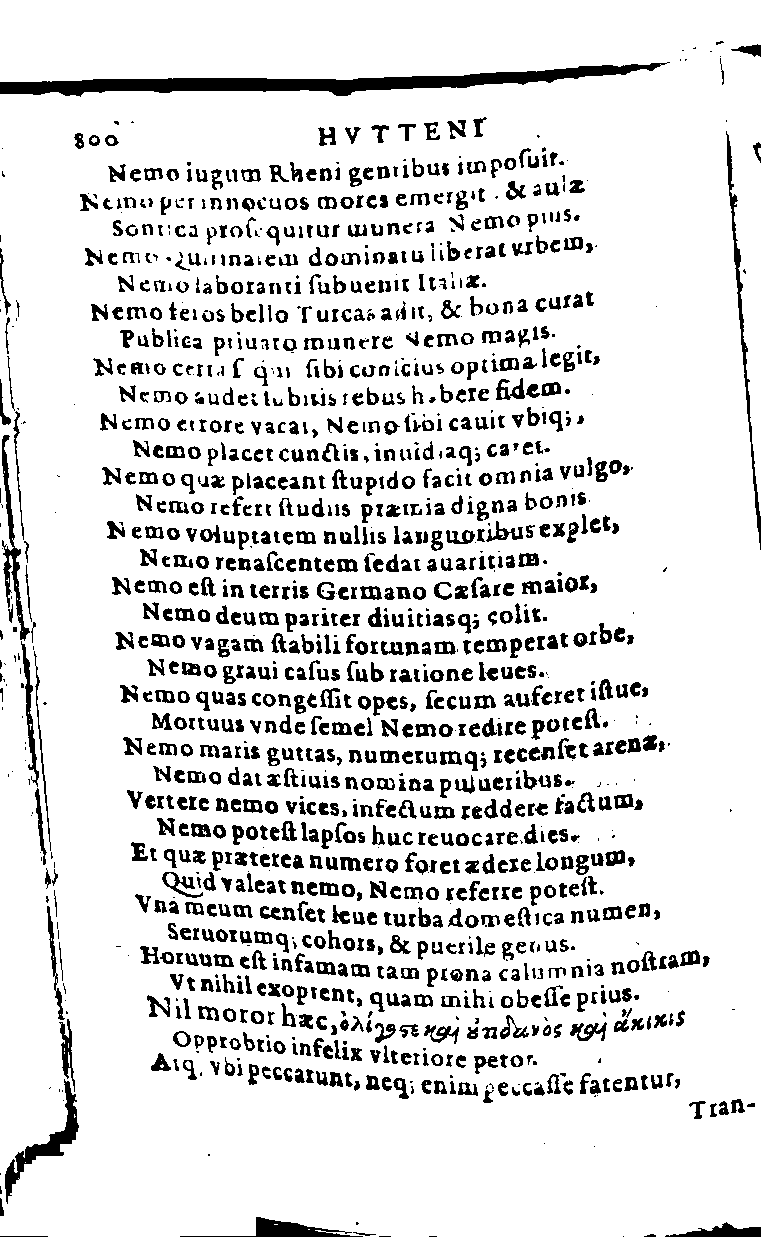 800 HVTTENI
Nemo iugum Rheni gentibus impoſuit.
Nemo per innocuos mores emergit. & aulæ
Sontica proſequitur munera Nemo pius.
Nemo dominatu liberat vrbem,
Nemo laboranti ſubuenit Italiæ.
Nemo feros bello Turcas adit, & bona curat
Publica priuato munere Nemo magis.
Nemo ſibi conſcius optima legit,
Nemo audet ſubitis rebus habere fidem.
Nemo errore vacat, Nemo ſibi cauit vbiq;,
Nemo placet cunctis, inuidiaq; caret.
Nemo quæ placeant ſtupido facit omnia vulgo,
Nemo refert ſtudiis præmia digna bonis
Nemo voluptatem nullis languoribus explet,
Nemo renaſcentem ſedat auaritiam.
Nemo eſt in terris Germano Cæſare maior,
Nemo deum pariter diuitiasq; colit.
Nemo vagam ſtabili fortunam temperat orbe,
Nemo graui caſus ſub ratione leues.
Nemo quas congeſſit opes, ſecum auferet iſtuc,
Mortuus vnde ſemel Nemo redire poteſt.
Nemo maris guttas, numerumq; recenſet arenæ,
Nemo dat æſtiuis nomina pulueribus.
Vertere nemo vices, infectum reddere factum,
Nemo poteſt lapſos huc reuocare dies.
Et quæ præterea numero foret ædere longum,
Quid valeat nemo, Nemo referre poteſt.
Vna meum cenſet leue turba domeſtica numen,
Seruorumq; cohors, & puerile genus.
Horuum eſt infamam tam prona calumnia noſtram,
Vt nihil exoptent, quam mihi obeſſe prius.
Nil moror hæc, ὀλίγος τε καὶ ὀυτιδανὸς καὶ ἄκικις
Opprobrio infelix vlteriore petor.
Atq. vbi peccarunt, neq; enim peccaſſe fatentur,
Tran-